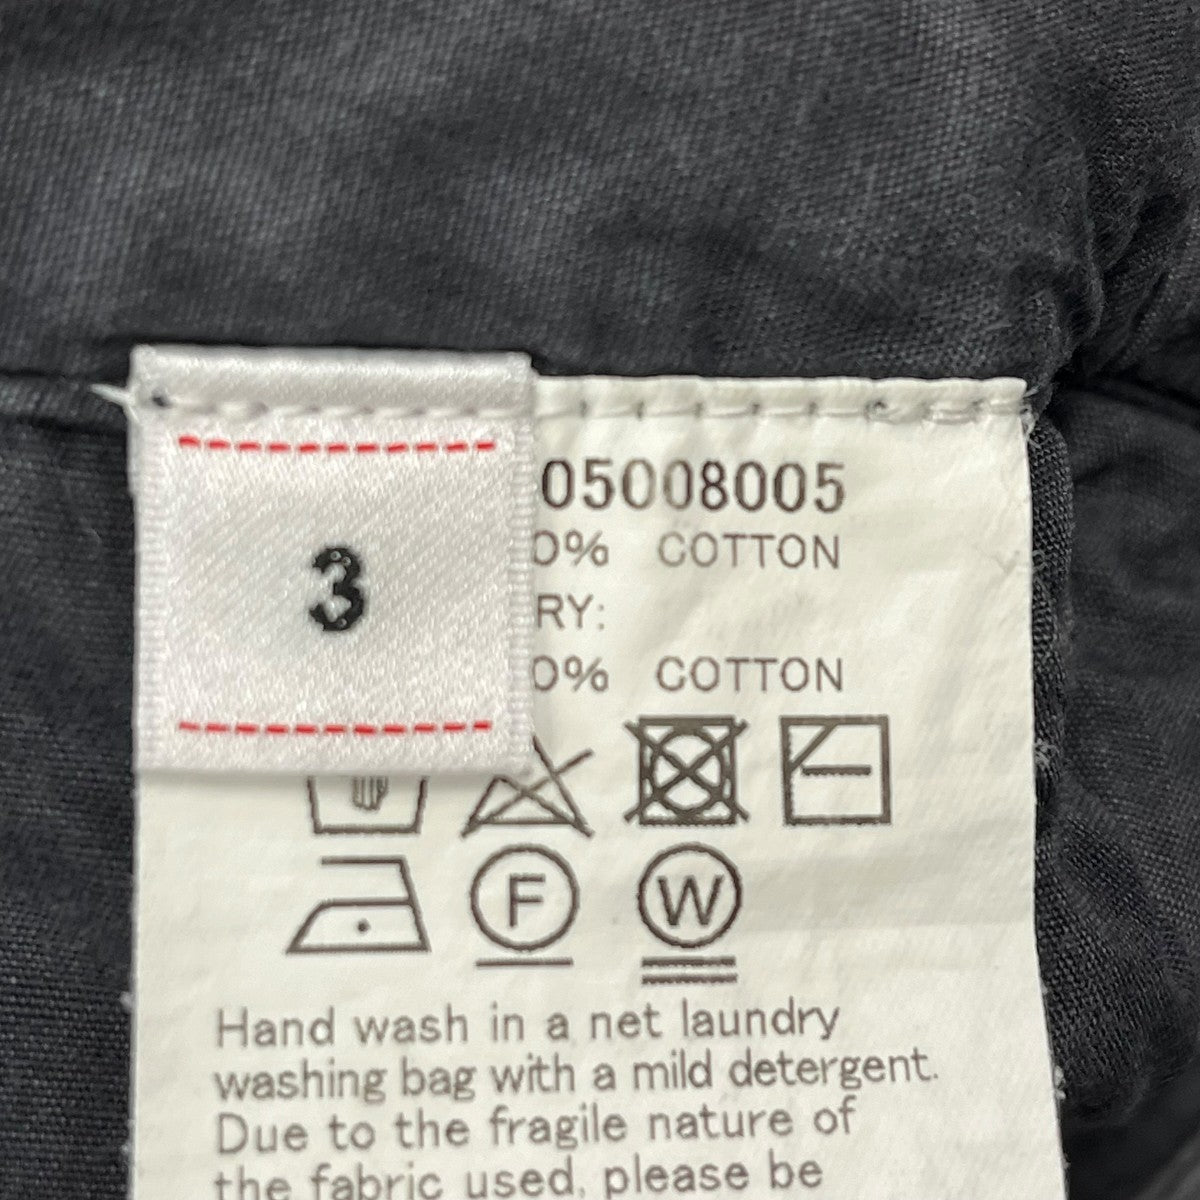 3
05008005
0% COTTON
RY:
0% COTTON
F
W
Hand wash in a net laundry
washing bag with a mild detergent.
Due to the fragile nature of
the fabric used, please be